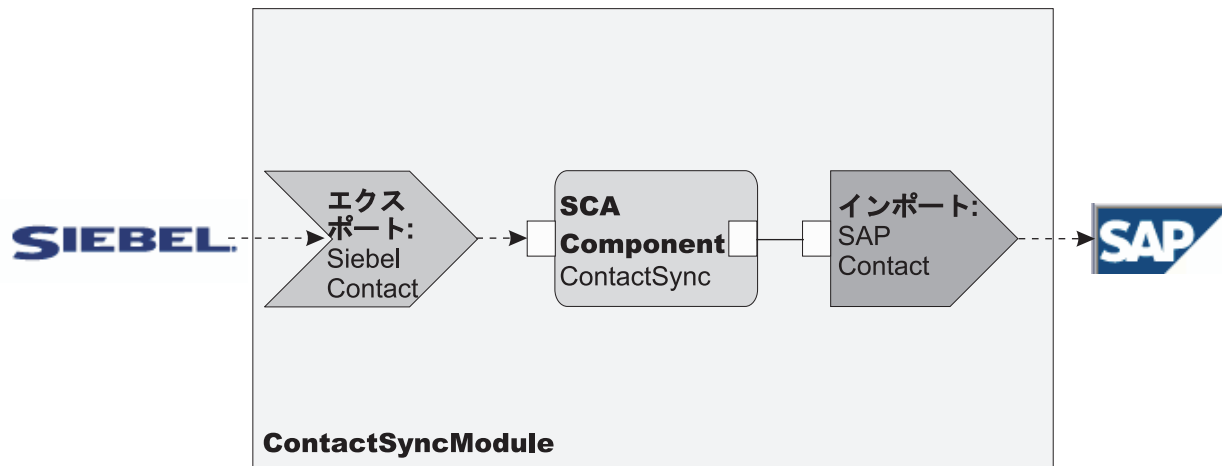 SIEBEL.
エクス
ポート:
Siebel
Contact
SCA
Component
ContactSync
インポート:
SAP
Contact
SAP
ContactSyncModule